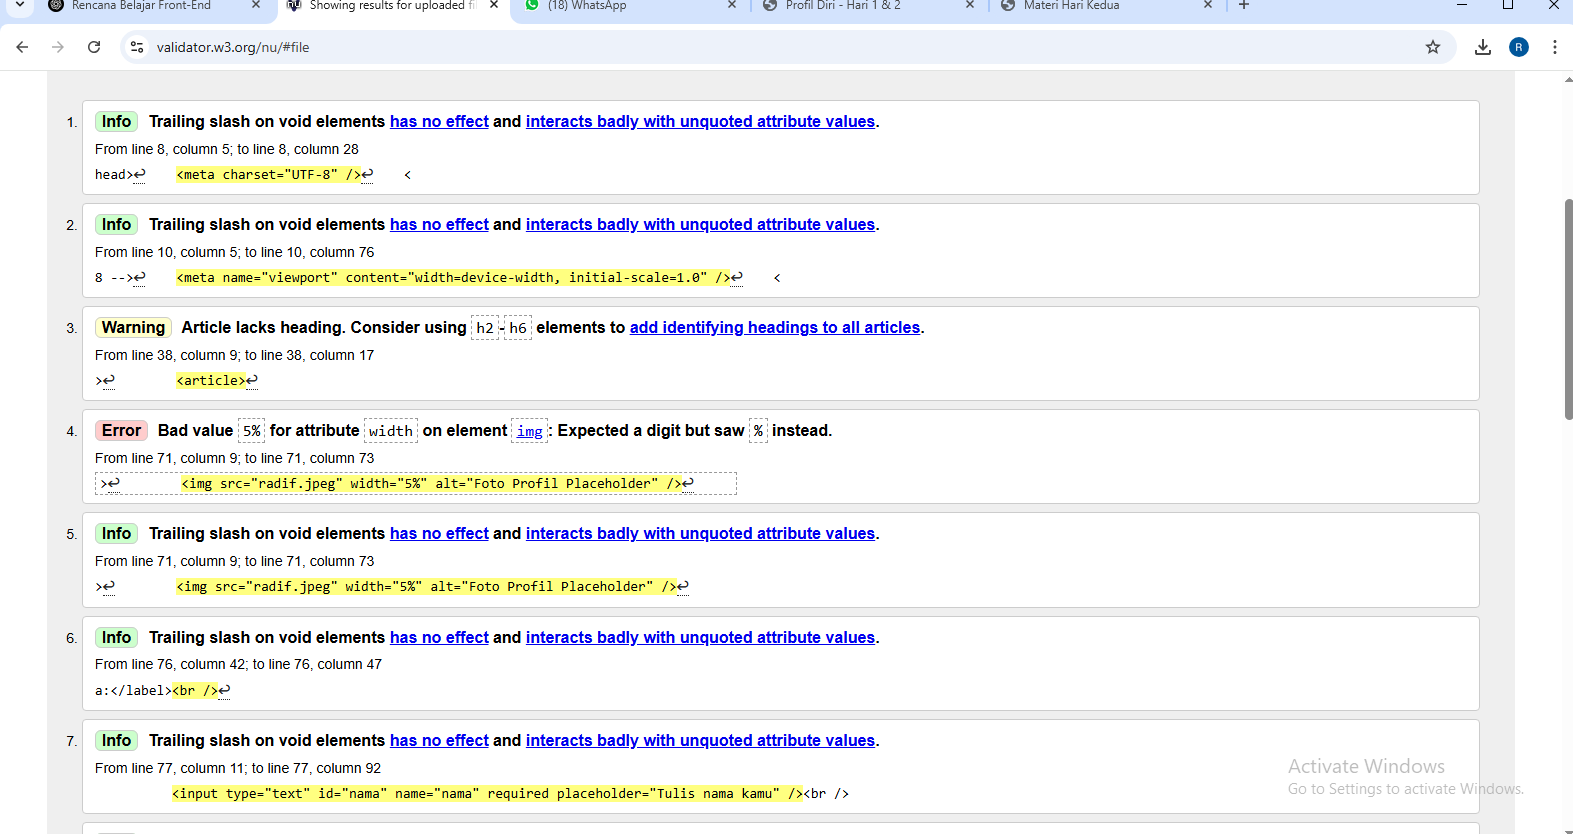 Rencana Belajar Front-End
Showing results for uploaded fi
(18) WhatsApp
Profil Diri - Hari 1 & 2
Materi Hari Kedua
validator.w3.org/nu/#file
R
1. Info Trailing slash on void elements has no effect and interacts badly with unquoted attribute values.
From line 8, column 5; to line 8, column 28
head>↩ <meta charset="UTF-8" />↩ <
2. Info Trailing slash on void elements has no effect and interacts badly with unquoted attribute values.
From line 10, column 5; to line 10, column 76
8 -->↩ <meta name="viewport" content="width=device-width, initial-scale=1.0" />↩ <
3. Warning Article lacks heading. Consider using h2-h6 elements to add identifying headings to all articles.
From line 38, column 9; to line 38, column 17
>↩ <article>↩
4. Error Bad value 5% for attribute width on element img: Expected a digit but saw % instead.
From line 71, column 9; to line 71, column 73
>↩ <img src="radif.jpeg" width="5%" alt="Foto Profil Placeholder" />↩
5. Info Trailing slash on void elements has no effect and interacts badly with unquoted attribute values.
From line 71, column 9; to line 71, column 73
>↩ <img src="radif.jpeg" width="5%" alt="Foto Profil Placeholder" />↩
6. Info Trailing slash on void elements has no effect and interacts badly with unquoted attribute values.
From line 76, column 42; to line 76, column 47
a:</label><br />↩
7. Info Trailing slash on void elements has no effect and interacts badly with unquoted attribute values.
From line 77, column 11; to line 77, column 92
<input type="text" id="nama" name="nama" required placeholder="Tulis nama kamu" /><br />
Activate Windows
Go to Settings to activate Windows.